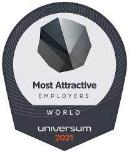 Most Attractive
EMPLOYERS
WORLD
universum
2021